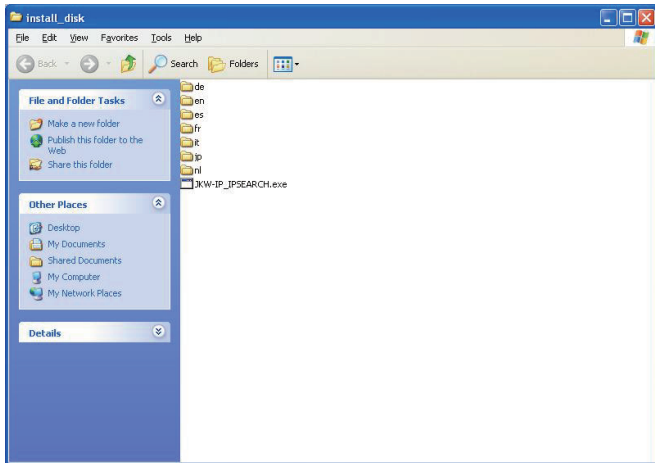 install_disk
File Edit View Favorites Tools Help
Back Search Folders
File and Folder Tasks
Make a new folder
Publish this folder to the
Web
Share this folder
Other Places
Desktop
My Documents
Shared Documents
My Computer
My Network Places
Details
de
en
es
fr
it
jp
nl
JKW-IP_IPSEARCH.exe